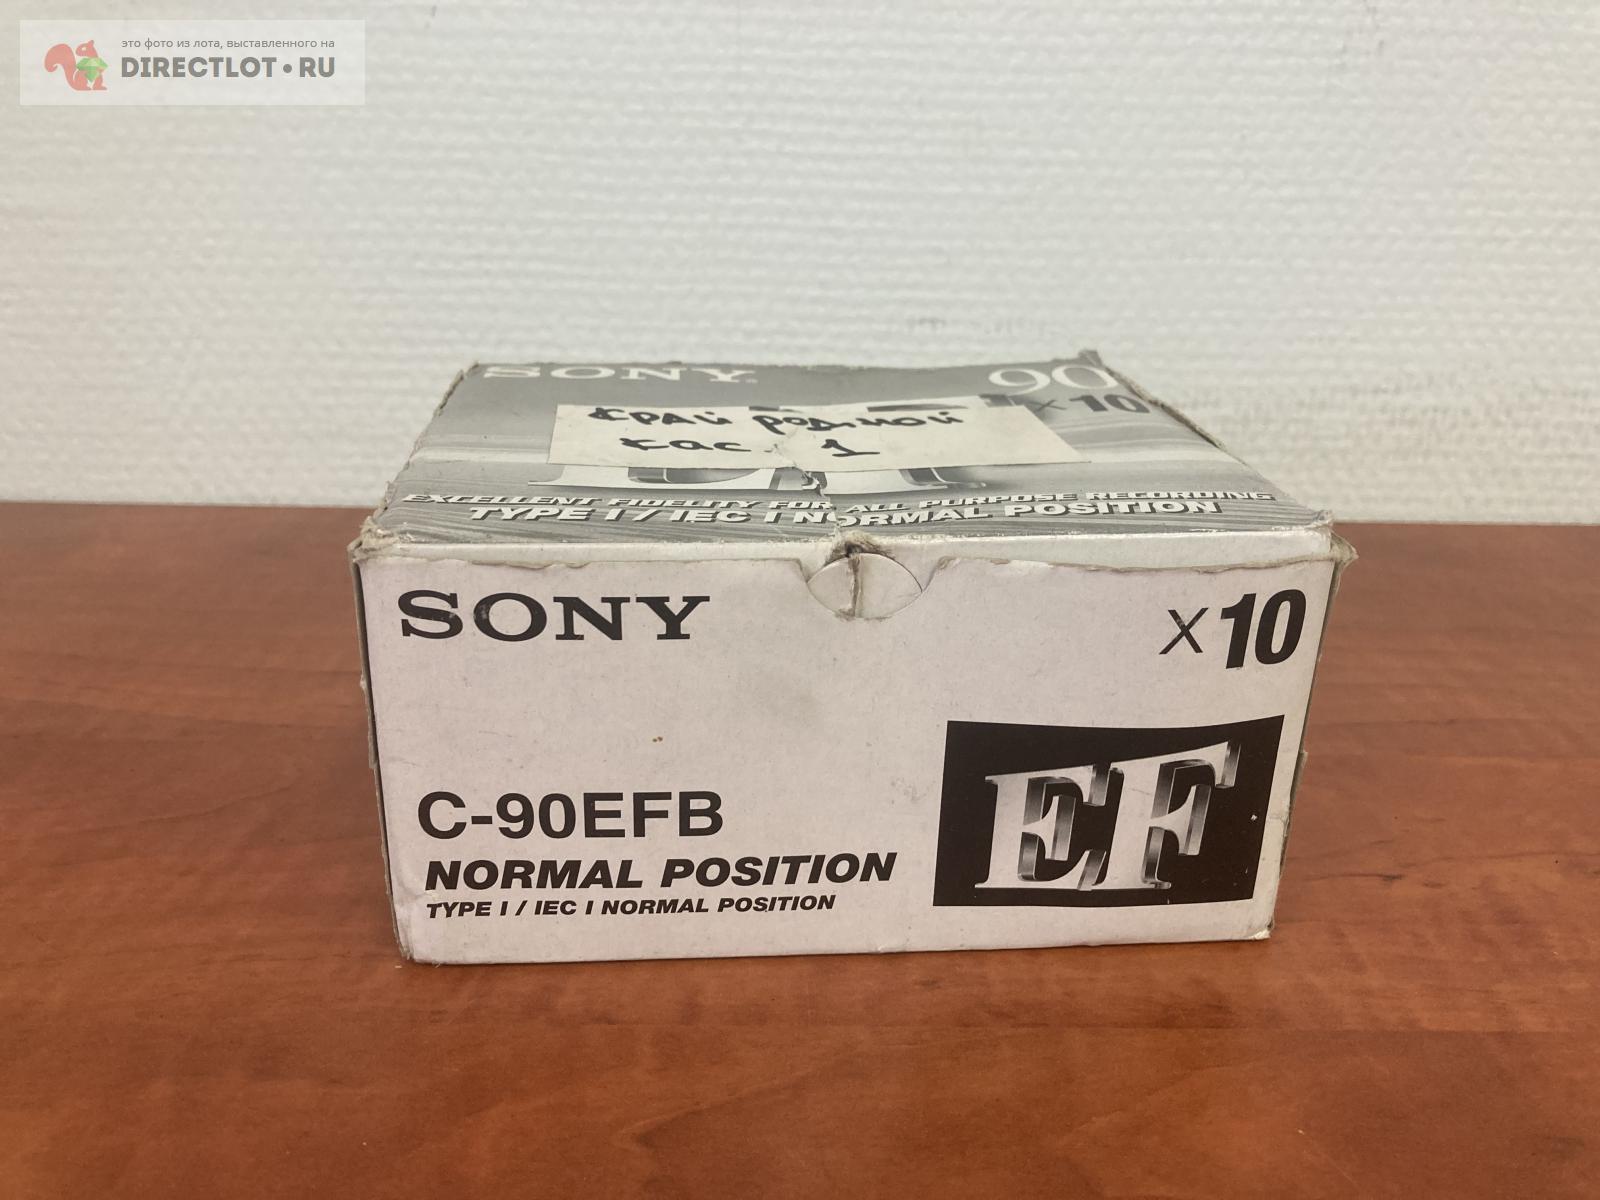 это фото из лота, выставленного на
DIRECTLOT•RU
SONY
90
x10
край родной
кас. 1
EF
EXCELLENT FIDELITY FOR ALL PURPOSE RECORDING
TYPE I / IEC I NORMAL POSITION
SONY
x10
C-90EFB
NORMAL POSITION
TYPE I / IEC I NORMAL POSITION
EF